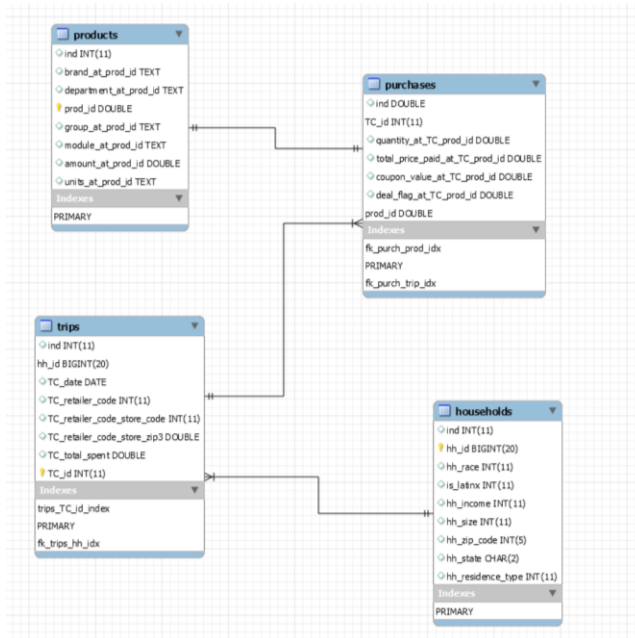 products
ind INT(11)
brand_at_prod_id TEXT
department_at_prod_id TEXT
prod_id DOUBLE
group_at_prod_id TEXT
module_at_prod_id TEXT
amount_at_prod_id DOUBLE
units_at_prod_id TEXT
Indexes
PRIMARY
purchases
ind DOUBLE
TC_id INT(11)
quantity_at_TC_prod_id DOUBLE
total_price_paid_at_TC_prod_id DOUBLE
coupon_value_at_TC_prod_id DOUBLE
deal_flag_at_TC_prod_id DOUBLE
prod_id DOUBLE
Indexes
fk_purch_prod_idx
PRIMARY
fk_purch_trip_idx
trips
ind INT(11)
hh_id BIGINT(20)
TC_date DATE
TC_retailer_code INT(11)
TC_retailer_code_store_code INT(11)
TC_retailer_code_store_zip3 DOUBLE
TC_total_spent DOUBLE
TC_id INT(11)
Indexes
trips_TC_id_index
PRIMARY
fk_trips_hh_idx
households
ind INT(11)
hh_id BIGINT(20)
hh_race INT(11)
is_latinx INT(11)
hh_income INT(11)
hh_size INT(11)
hh_zip_code INT(5)
hh_state CHAR(2)
hh_residence_type INT(11)
Indexes
PRIMARY